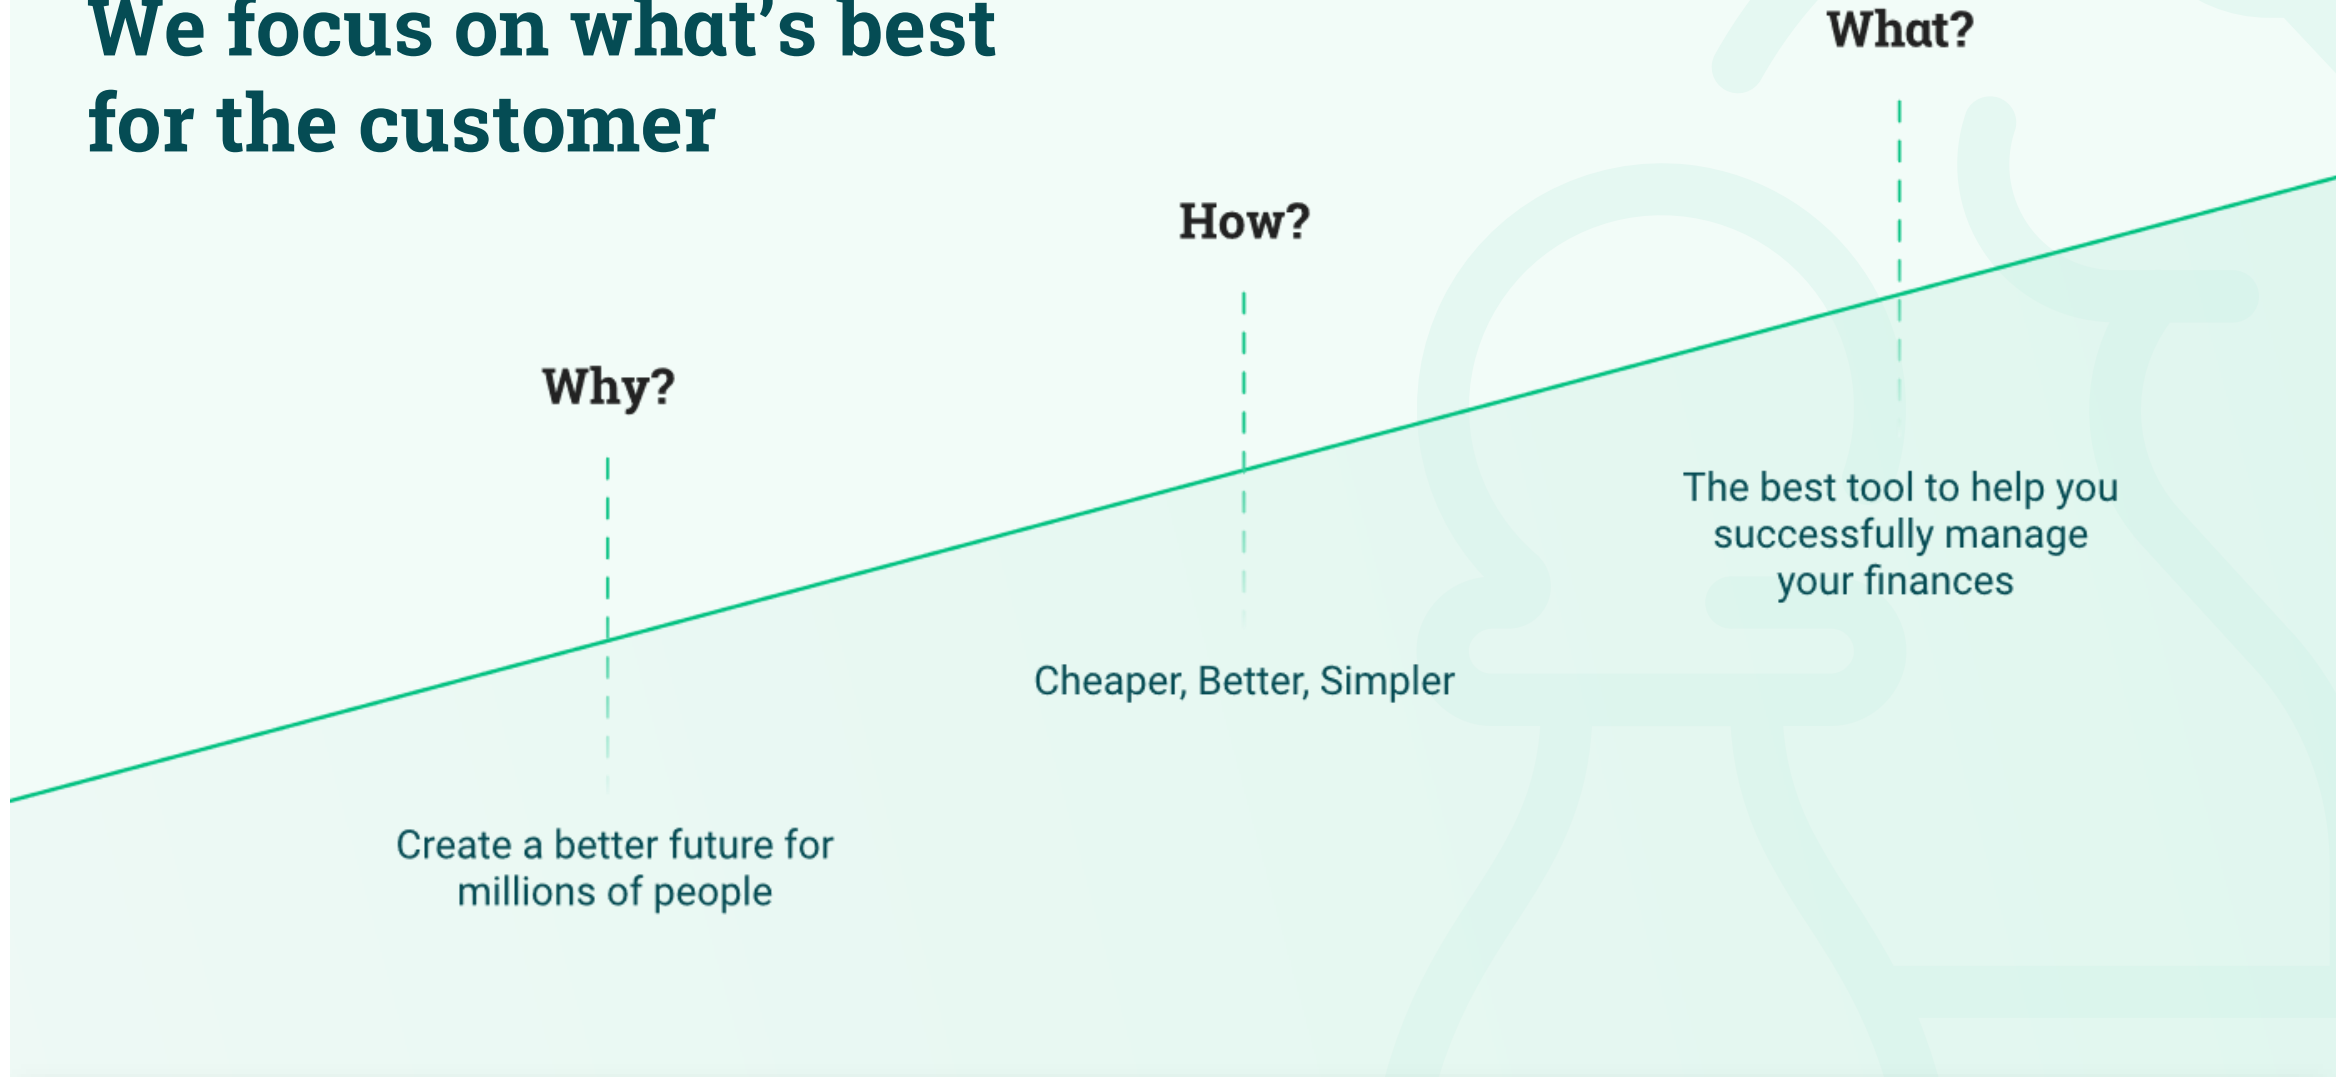 We focus on what’s best
for the customer
Why?
Create a better future for
millions of people
How?
Cheaper, Better, Simpler
What?
The best tool to help you
successfully manage
your finances